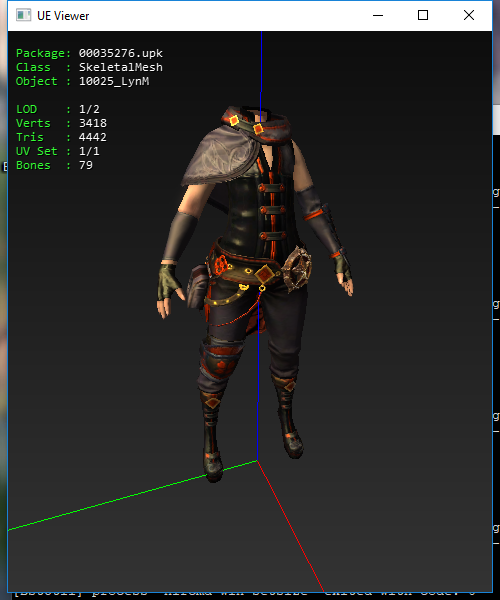 UE Viewer
Package: 00035276.upk
Class : SkeletalMesh
Object : 10025_LynM
LOD : 1/2
Verts : 3418
Tris : 4442
UV Set : 1/1
Bones : 79